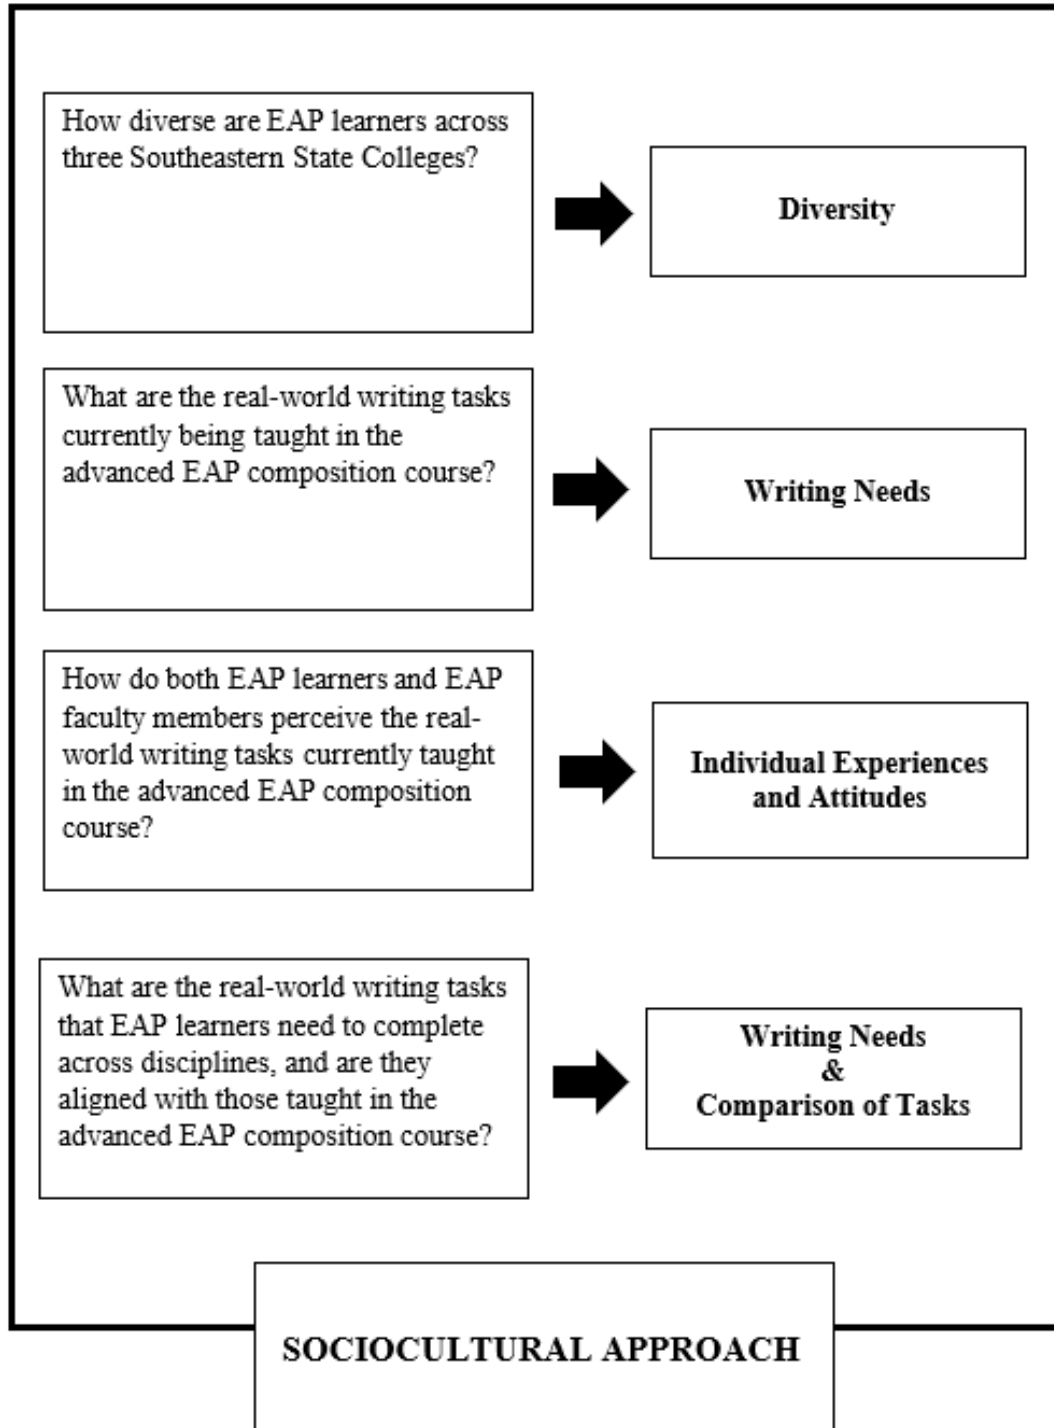 How diverse are EAP learners across
three Southeastern State Colleges?
Diversity
What are the real-world writing tasks
currently being taught in the
advanced EAP composition course?
Writing Needs
How do both EAP learners and EAP
faculty members perceive the real-
world writing tasks currently taught
in the advanced EAP composition
course?
Individual Experiences
and Attitudes
What are the real-world writing tasks
that EAP learners need to complete
across disciplines, and are they
aligned with those taught in the
advanced EAP composition course?
Writing Needs
&
Comparison of Tasks
SOCIOCULTURAL APPROACH